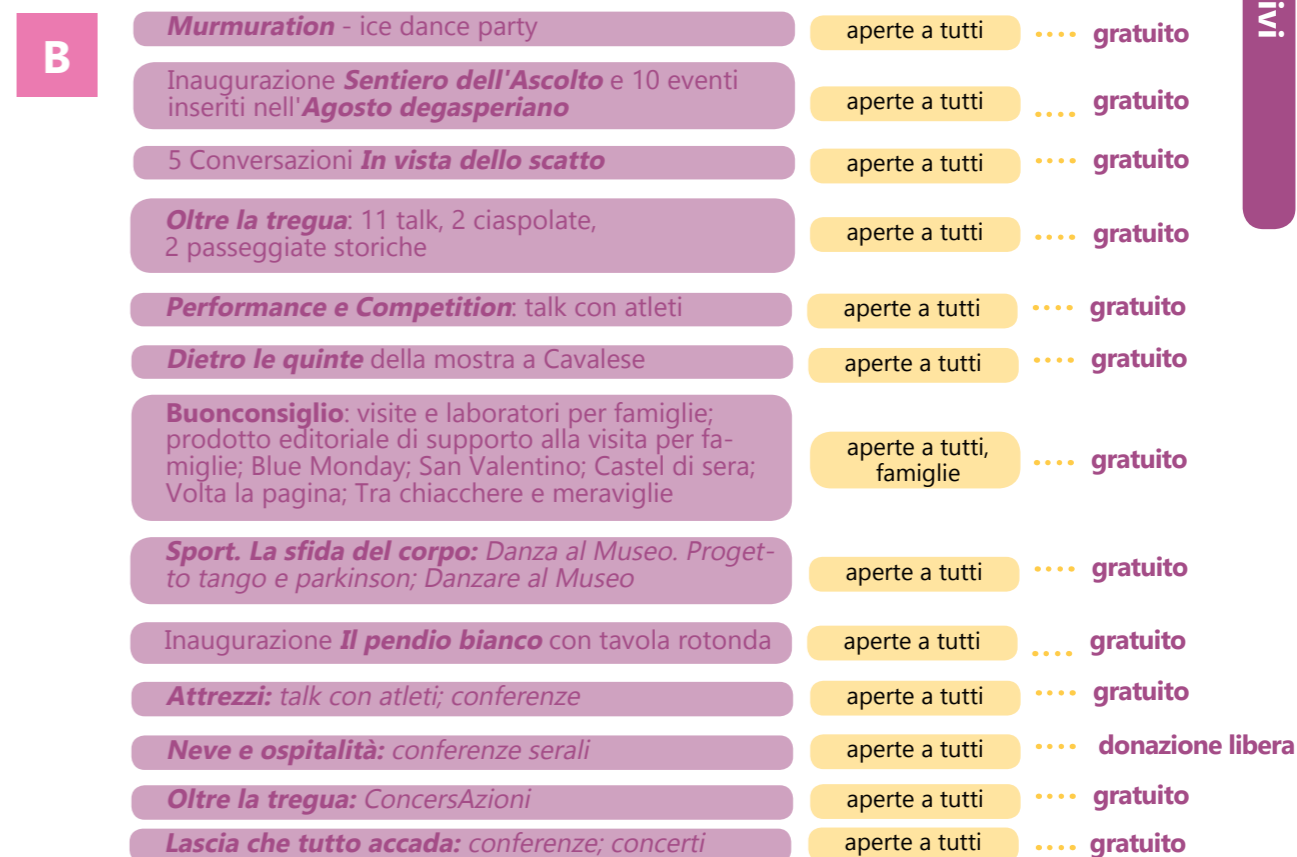 B
ivi
Murmuration - ice dance party
aperte a tutti
gratuito
Inaugurazione Sentiero dell'Ascolto e 10 eventi
inseriti nell'Agosto degasperiano
aperte a tutti
gratuito
5 Conversazioni In vista dello scatto
aperte a tutti
gratuito
Oltre la tregua: 11 talk, 2 ciaspolate,
2 passeggiate storiche
aperte a tutti
gratuito
Performance e Competition: talk con atleti
aperte a tutti
gratuito
Dietro le quinte della mostra a Cavalese
aperte a tutti
gratuito
Buonconsiglio: visite e laboratori per famiglie;
prodotto editoriale di supporto alla visita per fa-
miglie; Blue Monday; San Valentino; Castel di sera;
Volta la pagina; Tra chiacchere e meraviglie
aperte a tutti,
famiglie
gratuito
Sport. La sfida del corpo: Danza al Museo. Proget-
to tango e parkinson; Danzare al Museo
aperte a tutti
gratuito
Inaugurazione Il pendio bianco con tavola rotonda
aperte a tutti
gratuito
Attrezzi: talk con atleti; conferenze
aperte a tutti
gratuito
Neve e ospitalità: conferenze serali
aperte a tutti
donazione libera
Oltre la tregua: ConcersAzioni
aperte a tutti
gratuito
Lascia che tutto accada: conferenze; concerti
aperte a tutti
gratuito